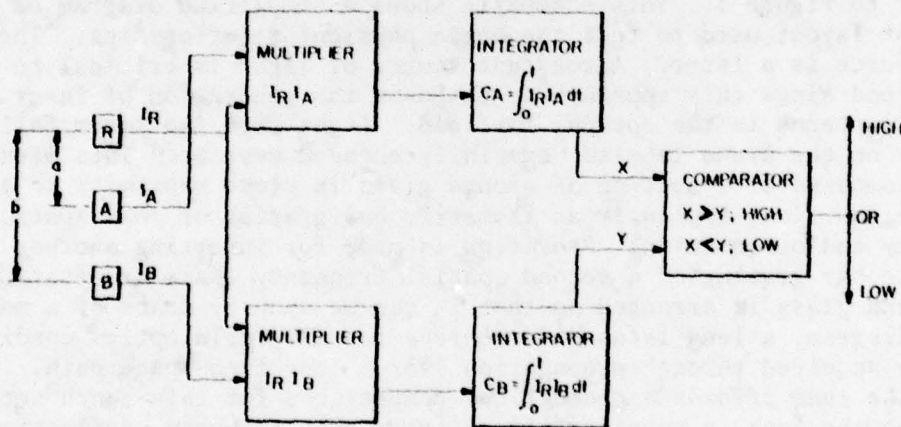 MULTIPLIER
I_R I_A
INTEGRATOR
C_A = ∫_0^t I_R I_A dt
R
I_R
A
I_A
B
I_B
MULTIPLIER
I_R I_B
INTEGRATOR
C_B = ∫_0^t I_R I_B dt
X
Y
COMPARATOR
X > Y, HIGH
X < Y, LOW
HIGH
OR
LOW